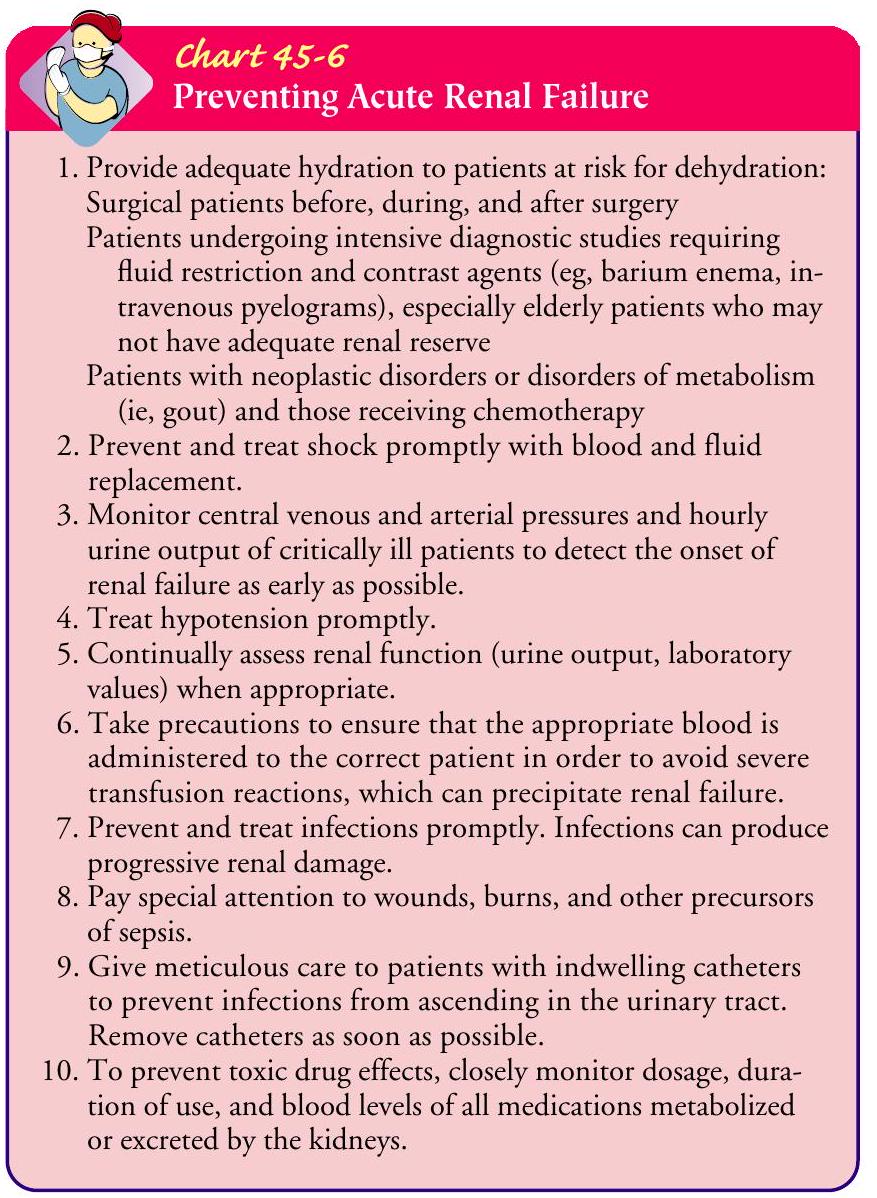 Chart 45-6
Preventing Acute Renal Failure
1. Provide adequate hydration to patients at risk for dehydration:
Surgical patients before, during, and after surgery
Patients undergoing intensive diagnostic studies requiring
fluid restriction and contrast agents (eg, barium enema, in-
travenous pyelograms), especially elderly patients who may
not have adequate renal reserve
Patients with neoplastic disorders or disorders of metabolism
(ie, gout) and those receiving chemotherapy
2. Prevent and treat shock promptly with blood and fluid
replacement.
3. Monitor central venous and arterial pressures and hourly
urine output of critically ill patients to detect the onset of
renal failure as early as possible.
4. Treat hypotension promptly.
5. Continually assess renal function (urine output, laboratory
values) when appropriate.
6. Take precautions to ensure that the appropriate blood is
administered to the correct patient in order to avoid severe
transfusion reactions, which can precipitate renal failure.
7. Prevent and treat infections promptly. Infections can produce
progressive renal damage.
8. Pay special attention to wounds, burns, and other precursors
of sepsis.
9. Give meticulous care to patients with indwelling catheters
to prevent infections from ascending in the urinary tract.
Remove catheters as soon as possible.
10. To prevent toxic drug effects, closely monitor dosage, dura-
tion of use, and blood levels of all medications metabolized
or excreted by the kidneys.